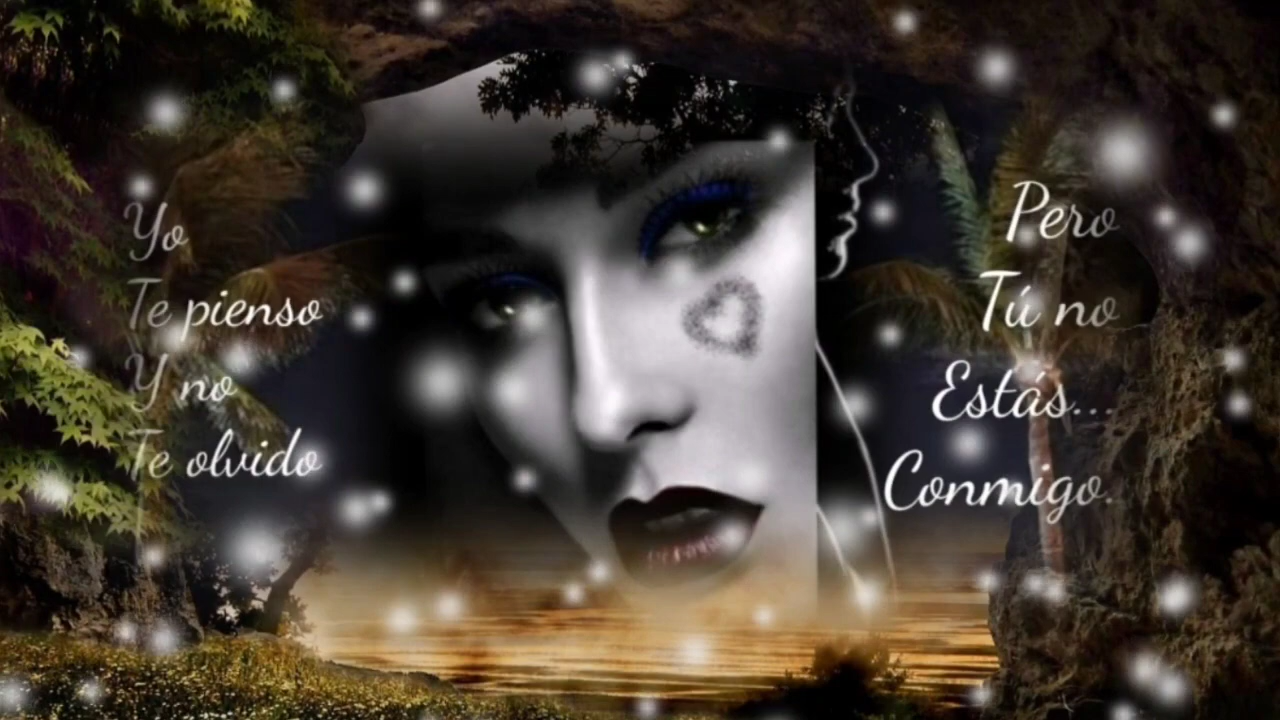 Yo
Te pienso
Y no
Te olvido
Pero
Tú no
Estás...
Conmigo.